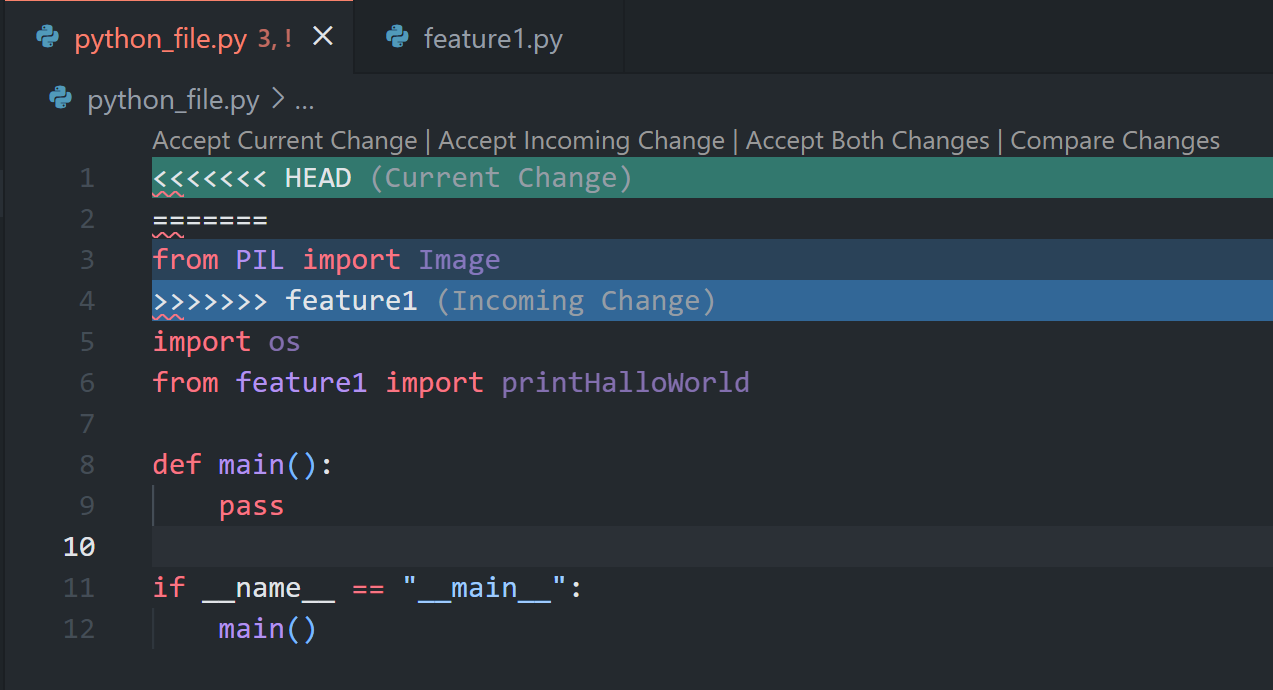 python_file.py 3, ! feature1.py
python_file.py > ...
Accept Current Change | Accept Incoming Change | Accept Both Changes | Compare Changes
1 <<<<<<< HEAD (Current Change)
2 =======
3 from PIL import Image
4 >>>>>>> feature1 (Incoming Change)
5 import os
6 from feature1 import printHalloWorld
7
8 def main():
9     pass
10
11 if __name__ == "__main__":
12     main()